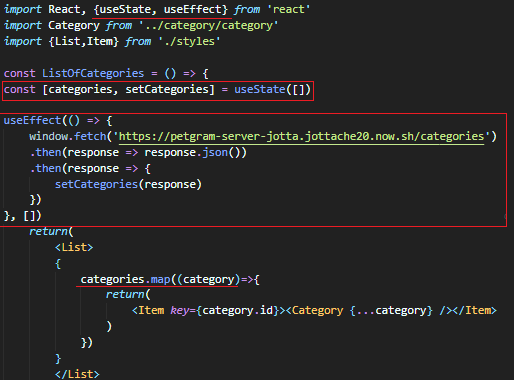 import React, {useState, useEffect} from 'react'
import Category from '../category/category'
import {List,Item} from './styles'

const ListOfCategories = () => {
const [categories, setCategories] = useState([])

useEffect(() => {
    window.fetch('https://petgram-server-jotta.jottache20.now.sh/categories')
    .then(response => response.json())
    .then(response => {
        setCategories(response)
    })
}, [])
    return(
        <List>
        {
            categories.map((category)=>{
                return(
                    <Item key={category.id}><Category {...category} /></Item>
                )
            })
        }
        </List>